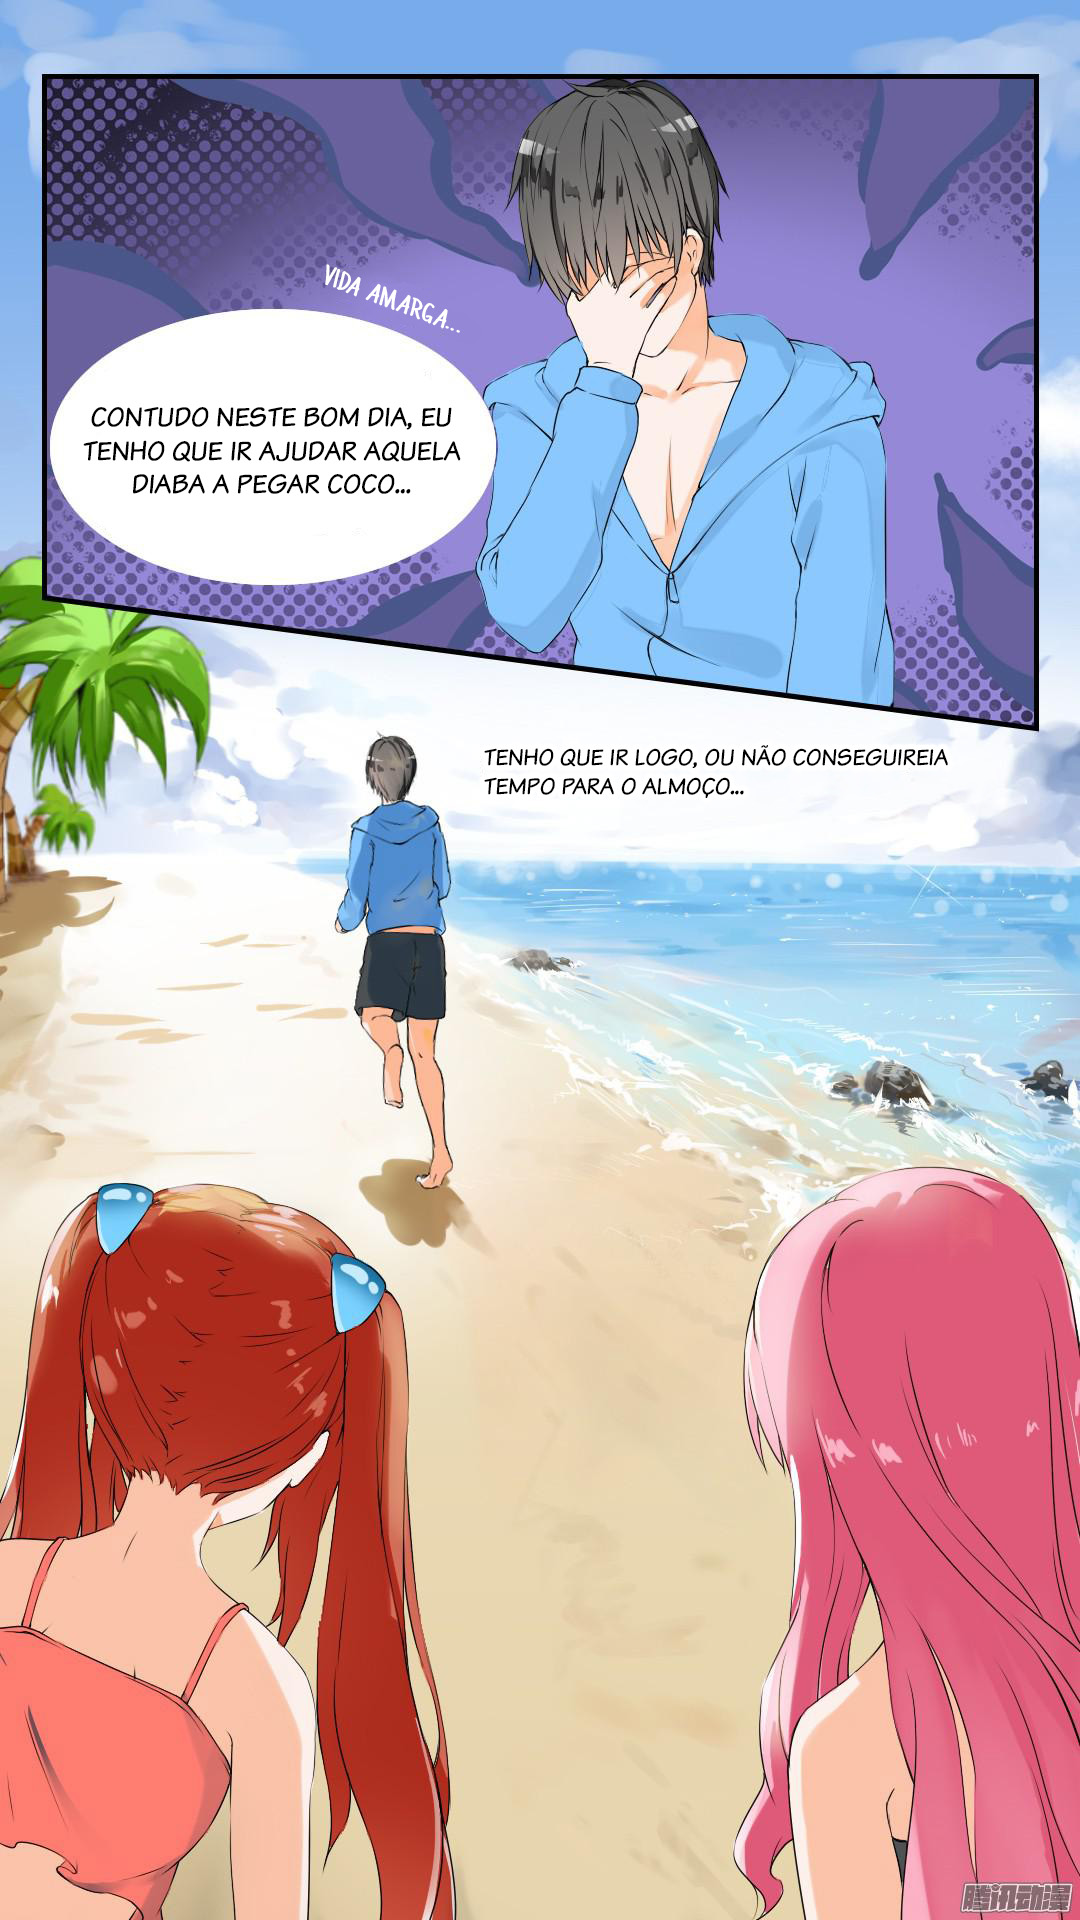 VIDA AMARGA...
CONTUDO NESTE BOM DIA, EU
TENHO QUE IR AJUDAR AQUELA
DIABA A PEGAR COCO...
TENHO QUE IR LOGO, OU NÃO CONSEGUIREIA
TEMPO PARA O ALMOÇO...
腾讯动漫